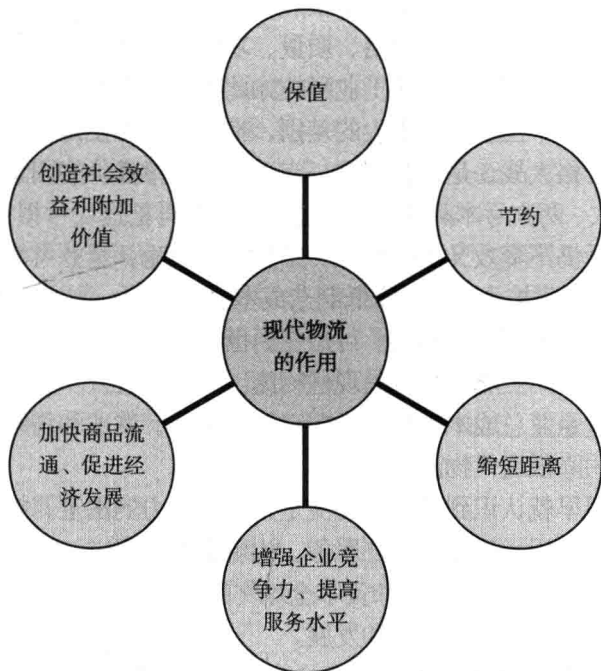 保值
创造社会效
益和附加
价值
节约
现代物流
的作用
加快商品流
通、促进经
济发展
缩短距离
增强企业竞
争力、提高
服务水平